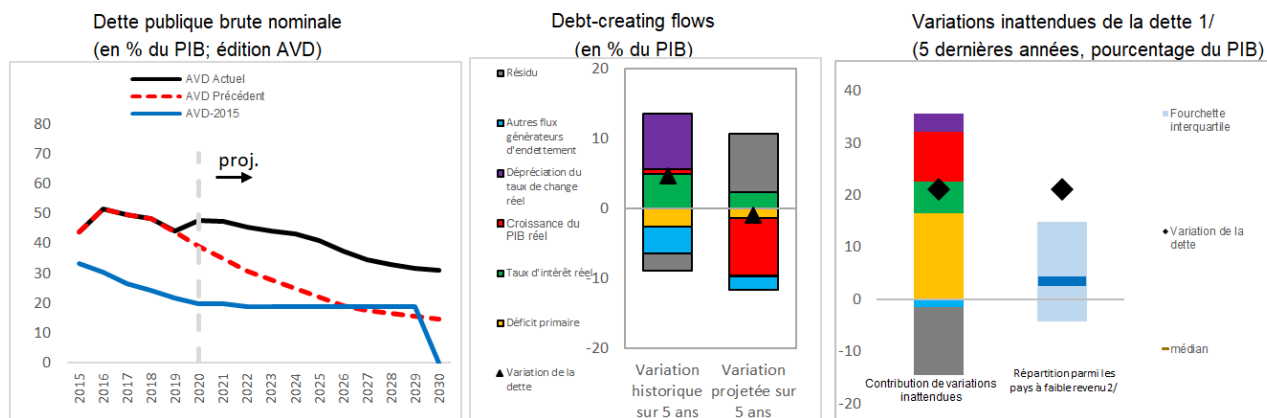 Dette publique brute nominale
(en % du PIB; édition AVD)
AVD Actuel
AVD Précédent
AVD-2015
proj.
80
70
60
50
40
30
20
10
0
2015
2016
2017
2018
2019
2020
2021
2022
2023
2024
2025
2026
2027
2028
2029
2030
Debt-creating flows
(en % du PIB)
Résidu
Autres flux
générateurs
d'endettement
Dépréciation du
taux de change
réel
Croissance du
PIB réel
Taux d'intérêt réel
Déficit primaire
Variation de la
dette
20
10
0
-10
-20
Variation
historique
sur 5 ans
Variation
projetée sur
5 ans
Variations inattendues de la dette 1/
(5 dernières années, pourcentage du PIB)
40
30
20
10
0
-10
-20
Contribution de variations
inattendues
Répartition parmi les
pays à faible revenu 2/
Fourchette
interquartile
Variation de la
dette
médian